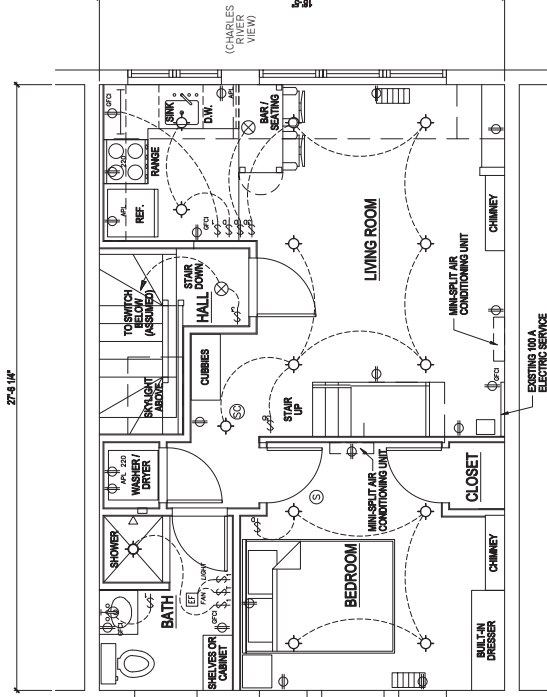 (CHARLES
RIVER
VIEW)
27'-6 1/4"
GFCI
APL
SINK
D.W.
BAR /
SEATING
220
RANGE
APL
REF.
GFCI
STAIR
DOWN
HALL
TO SWITCH
BELOW
(ASSUMED)
SKYLIGHT
ABOVE
LIVING ROOM
CHIMNEY
MINI-SPLIT AIR
CONDITIONING UNIT
GFCI
EXISTING 100 A
ELECTRIC SERVICE
CUBBIES
SC
STAIR
UP
APL 220
WASHER /
DRYER
MINI-SPLIT AIR
CONDITIONING UNIT
CLOSET
S
SHOWER
BATH
GFCI
EF
FAN
LIGHT
GFCI
SHELVES OR
CABINET
BEDROOM
CHIMNEY
BUILT-IN
DRESSER